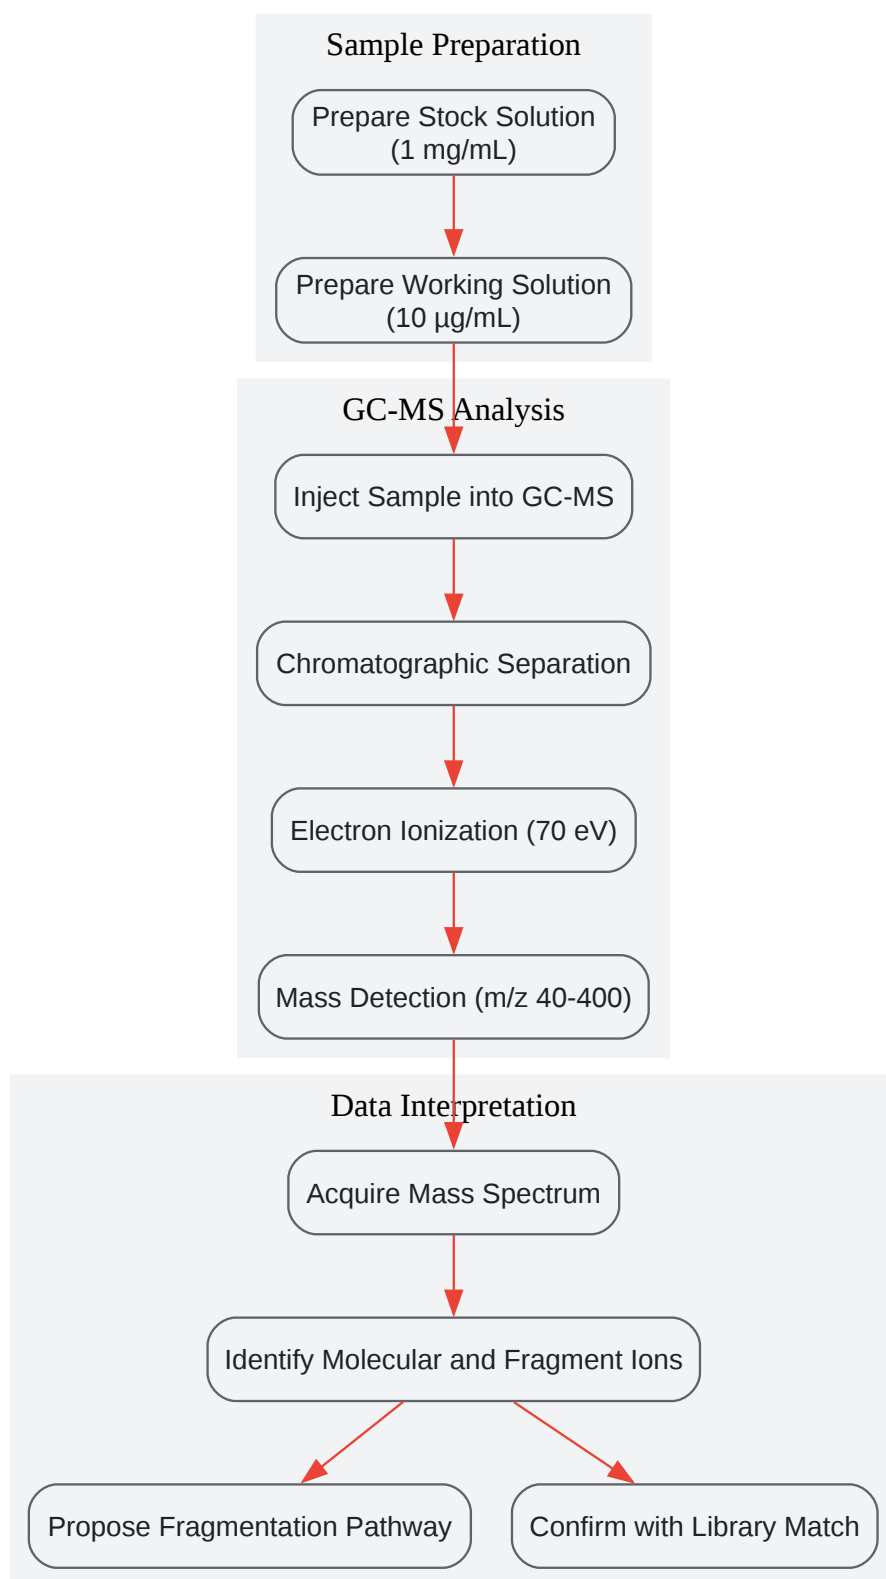 Sample Preparation
Prepare Stock Solution
(1 mg/mL)
Prepare Working Solution
(10 µg/mL)
GC-MS Analysis
Inject Sample into GC-MS
Chromatographic Separation
Electron Ionization (70 eV)
Mass Detection (m/z 40-400)
Data Interpretation
Acquire Mass Spectrum
Identify Molecular and Fragment Ions
Propose Fragmentation Pathway
Confirm with Library Match